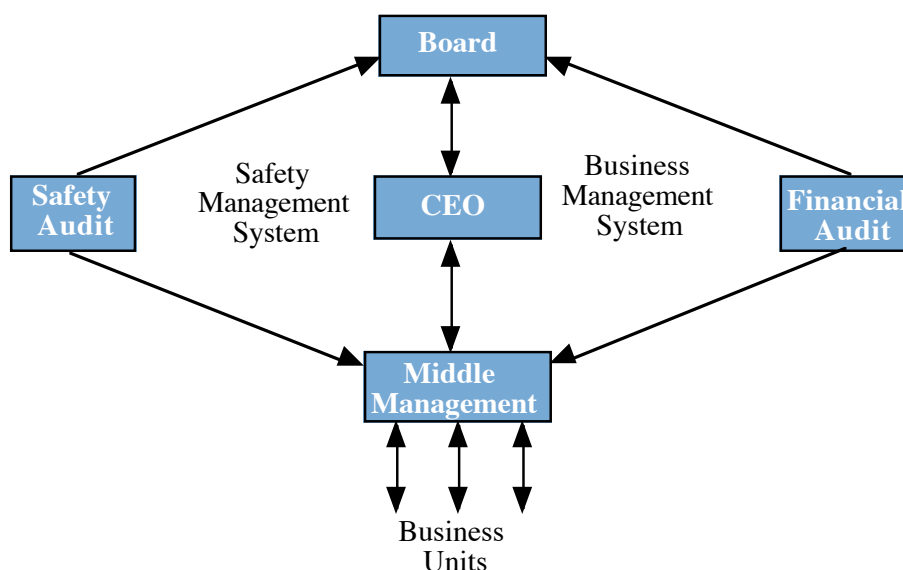 Board
Safety
Management
System
Business
Management
System
Safety
Audit
CEO
Financial
Audit
Middle
Management
Business
Units